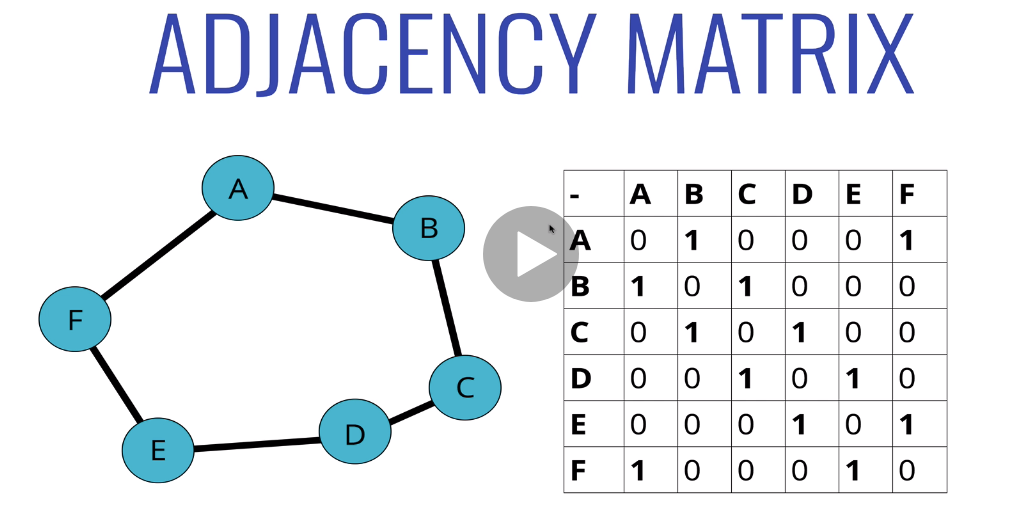 ADJACENCY MATRIX
A
B
F
C
D
E
- A B C D E F
A 0 1 0 0 0 1
B 1 0 1 0 0 0
C 0 1 0 1 0 0
D 0 0 1 0 1 0
E 0 0 0 1 0 1
F 1 0 0 0 1 0